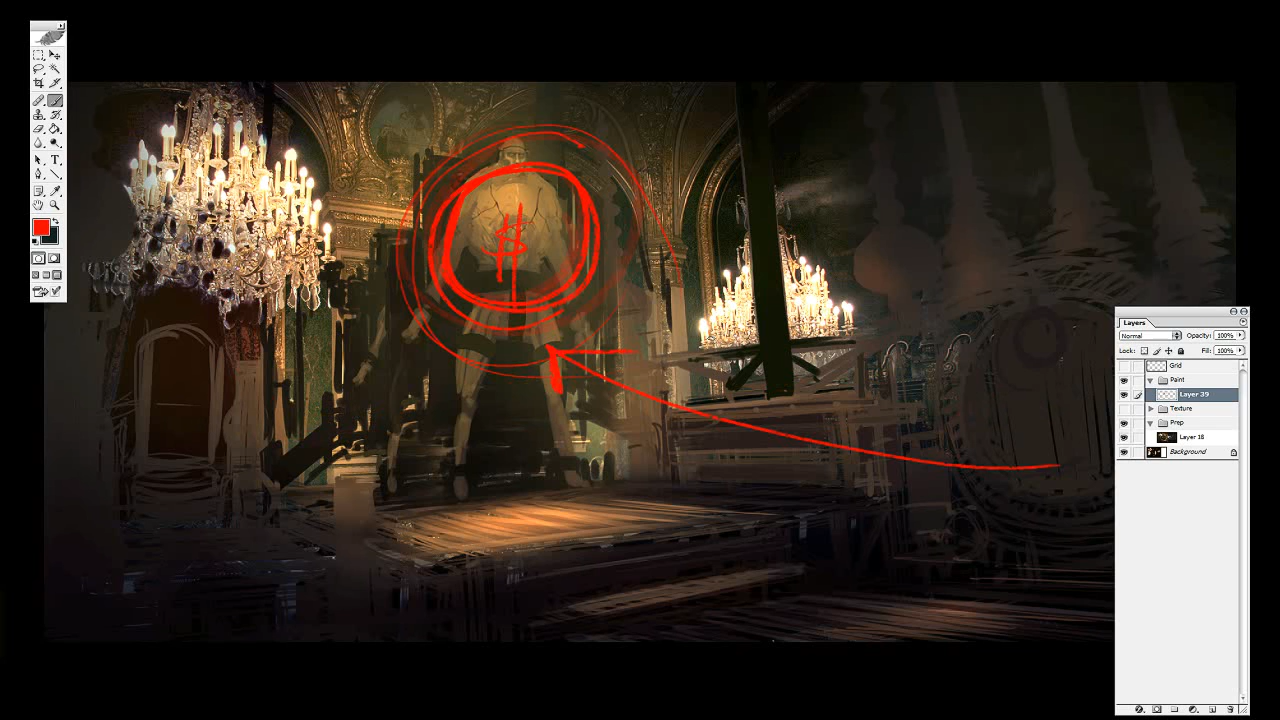 $
Layers
Normal Opacity: 100%
Lock: Fill: 100%
Grid
Paint
Layer 39
Texture
Prep
Layer 18
Background